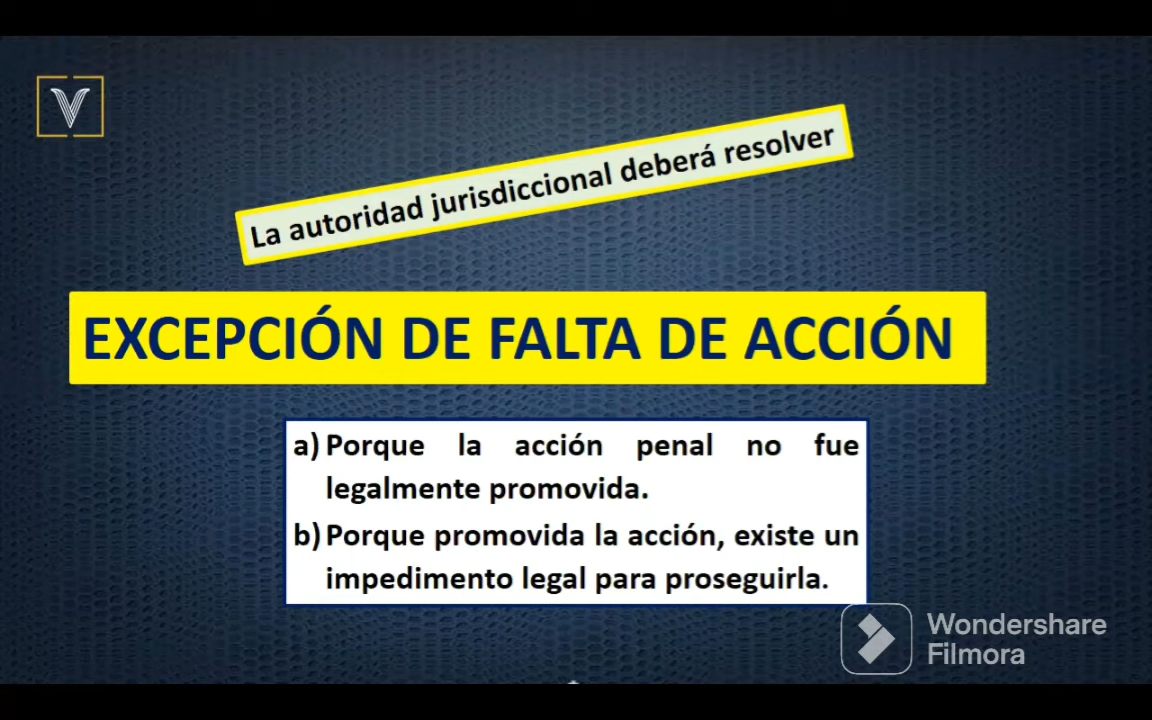 V
La autoridad jurisdiccional deberá resolver
EXCEPCIÓN DE FALTA DE ACCIÓN
a) Porque la acción penal no fue
legalmente promovida.
b) Porque promovida la acción, existe un
impedimento legal para proseguirla.
Wondershare
Filmora